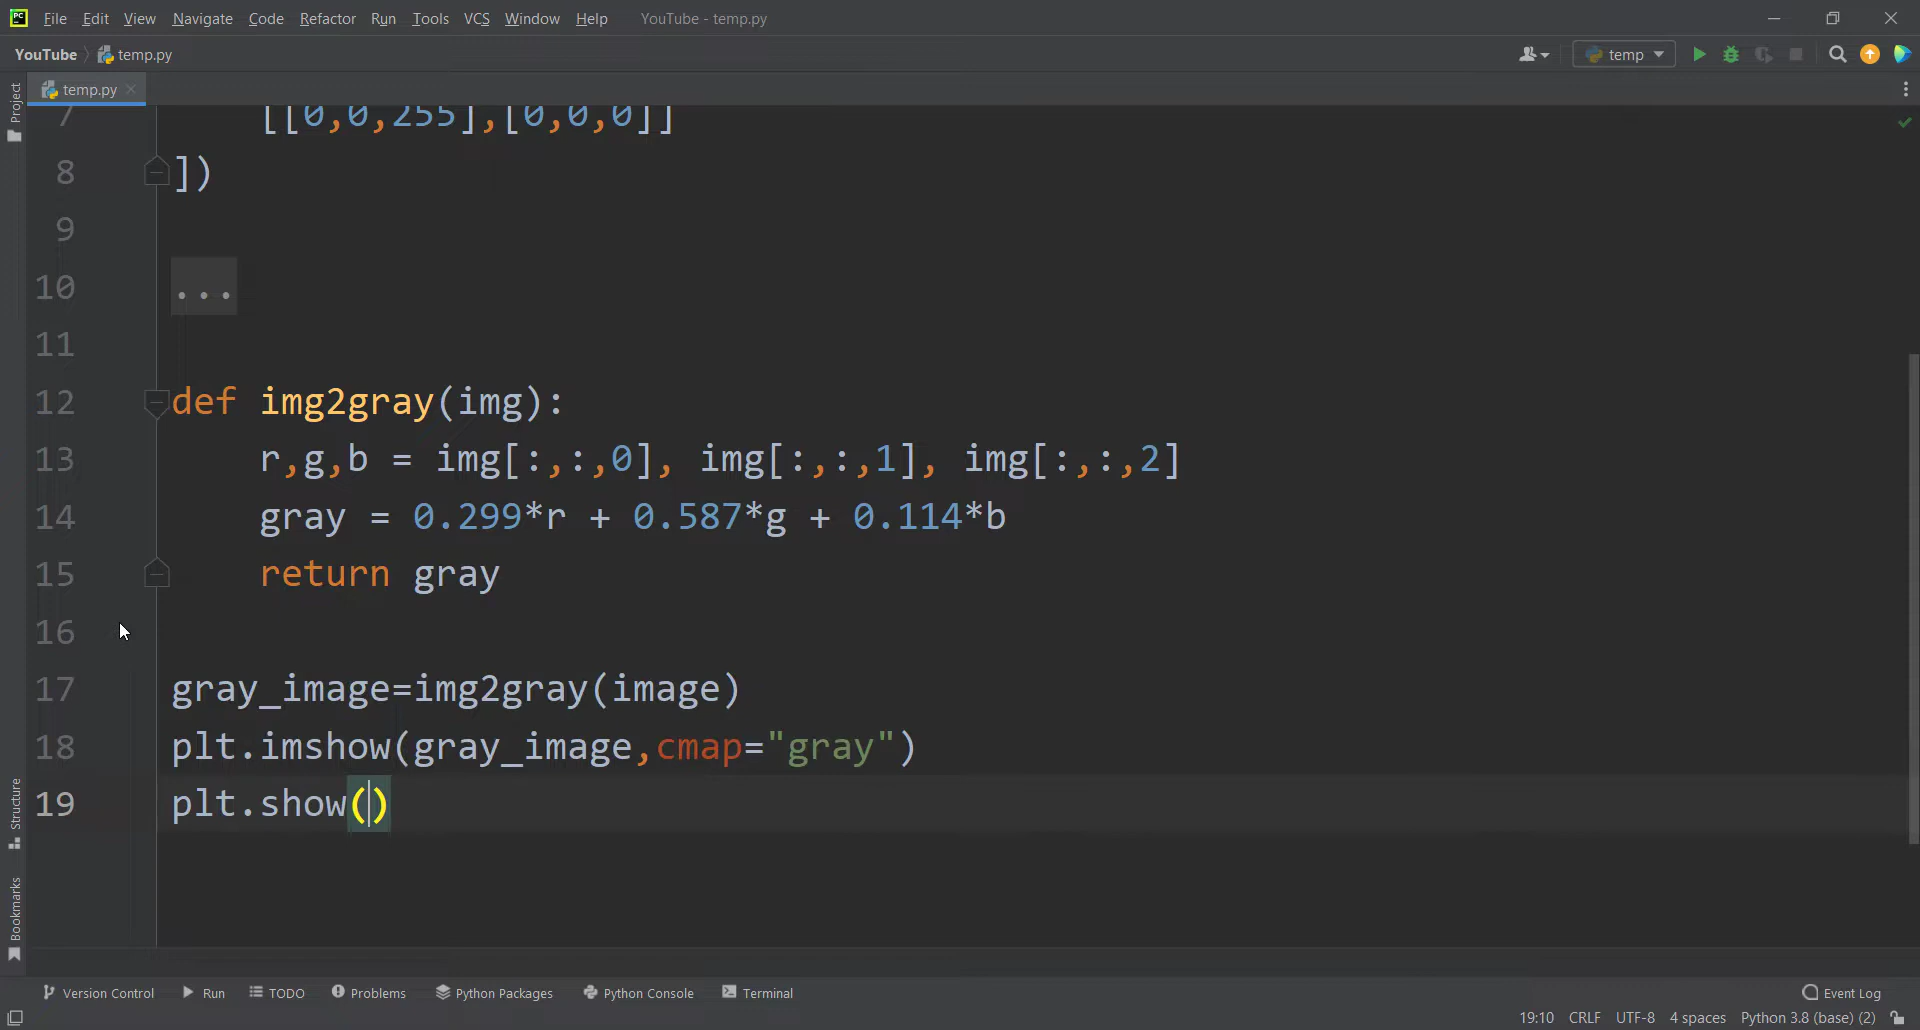 PC File Edit View Navigate Code Refactor Run Tools VCS Window Help YouTube - temp.py
YouTube temp.py temp
Project temp.py
7 [[0,0,255],[0,0,0]]
8 ])
9
10 ...
11
12 def img2gray(img):
13 r,g,b = img[:,:,0], img[:,:,1], img[:,:,2]
14 gray = 0.299*r + 0.587*g + 0.114*b
15 return gray
16
17 gray_image=img2gray(image)
18 plt.imshow(gray_image,cmap="gray")
19 plt.show()
Structure
Bookmarks
Version Control Run TODO Problems Python Packages Python Console Terminal Event Log
19:10 CRLF UTF-8 4 spaces Python 3.8 (base) (2)